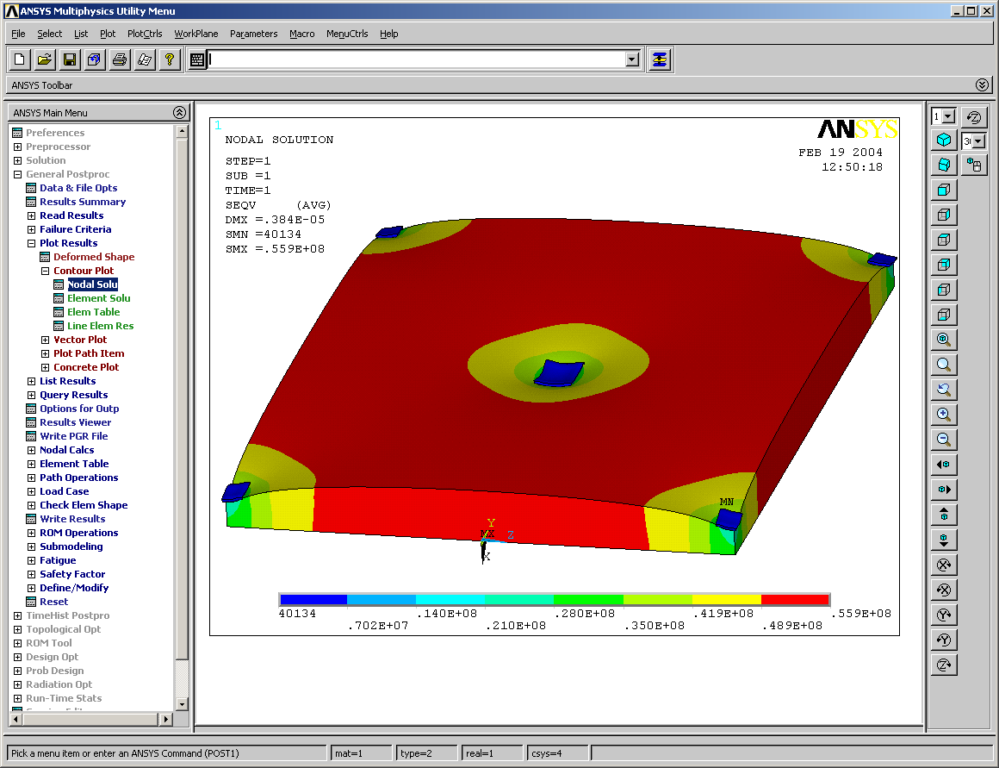 ANSYS Multiphysics Utility Menu
File Select List Plot PlotCtrls WorkPlane Parameters Macro MenuCtrls Help
ANSYS Toolbar
ANSYS Main Menu
Preferences
Preprocessor
Solution
General Postproc
Data & File Opts
Results Summary
Read Results
Failure Criteria
Plot Results
Deformed Shape
Contour Plot
Nodal Solu
Element Solu
Elem Table
Line Elem Res
Vector Plot
Plot Path Item
Concrete Plot
List Results
Query Results
Options for Outp
Results Viewer
Write PGR File
Nodal Calcs
Element Table
Path Operations
Load Case
Check Elem Shape
Write Results
ROM Operations
Submodeling
Fatigue
Safety Factor
Define/Modify
Reset
TimeHist Postpro
Topological Opt
ROM Tool
Design Opt
Prob Design
Radiation Opt
Run-Time Stats
1
NODAL SOLUTION
STEP=1
SUB =1
TIME=1
SEQV (AVG)
DMX =.384E-05
SMN =40134
SMX =.559E+08
ANSYS
FEB 19 2004
12:50:18
MN
Y
Z
X
40134 .140E+08 .280E+08 .419E+08 .559E+08
.702E+07 .210E+08 .350E+08 .489E+08
1
Pick a menu item or enter an ANSYS Command (POST1) mat=1 type=2 real=1 csys=4